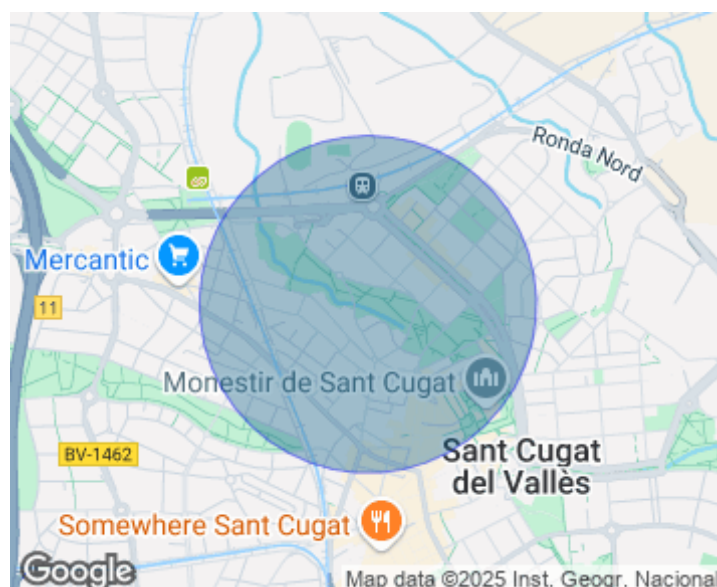 Ronda Nord
Mercantic
11
Monestir de Sant Cugat
BV-1462
Sant Cugat
del Vallès
Somewhere Sant Cugat
Google
Map data ©2025 Inst. Geogr. Nacional